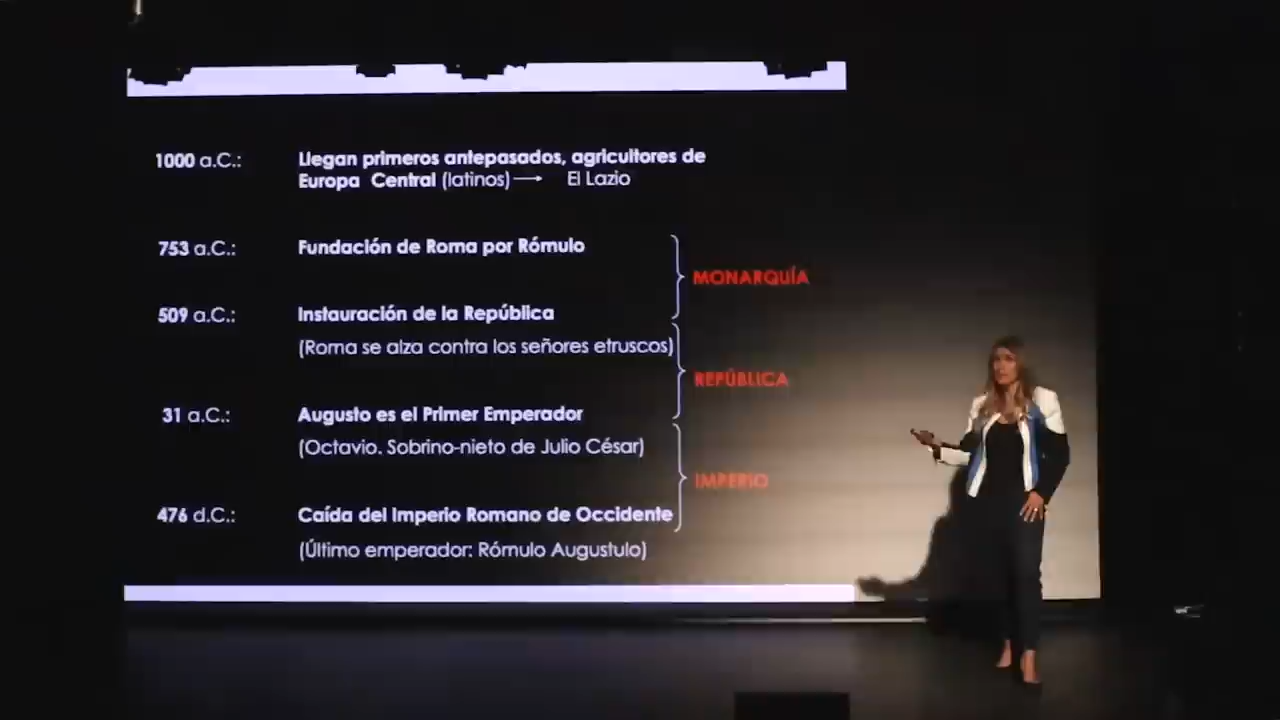 1000 a.C.: Llegan primeros antepasados, agricultores de
Europa Central (latinos) → El Lazio
753 a.C.: Fundación de Roma por Rómulo
MONARQUÍA
509 a.C.: Instauración de la República
(Roma se alza contra los señores etruscos)
REPÚBLICA
31 a.C.: Augusto es el Primer Emperador
(Octavio. Sobrino-nieto de Julio César)
IMPERIO
476 d.C.: Caída del Imperio Romano de Occidente
(Último emperador: Rómulo Augustulo)